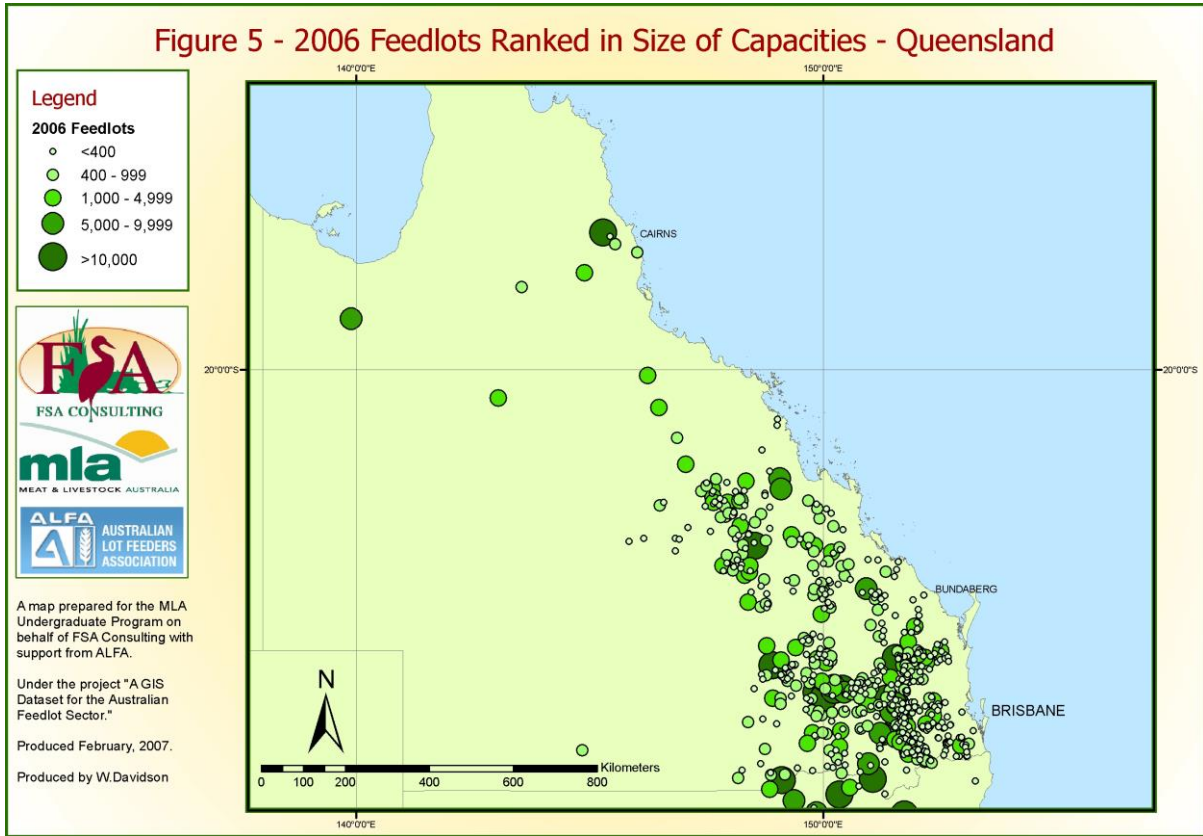 Figure 5 - 2006 Feedlots Ranked in Size of Capacities - Queensland
140°0'0"E
150°0'0"E
Legend
2006 Feedlots
<400
400 - 999
1,000 - 4,999
5,000 - 9,999
>10,000
CAIRNS
20°0'0"S
20°0'0"S
FSA
FSA CONSULTING
mla
MEAT & LIVESTOCK AUSTRALIA
ALFA
AUSTRALIAN
LOT FEEDERS
ASSOCIATION
BUNDABERG
A map prepared for the MLA
Undergraduate Program on
behalf of FSA Consulting with
support from ALFA.
Under the project "A GIS
Dataset for the Australian
Feedlot Sector."
Produced February, 2007.
Produced by W.Davidson
N
BRISBANE
Kilometers
0 100 200 400 600 800
140°0'0"E
150°0'0"E